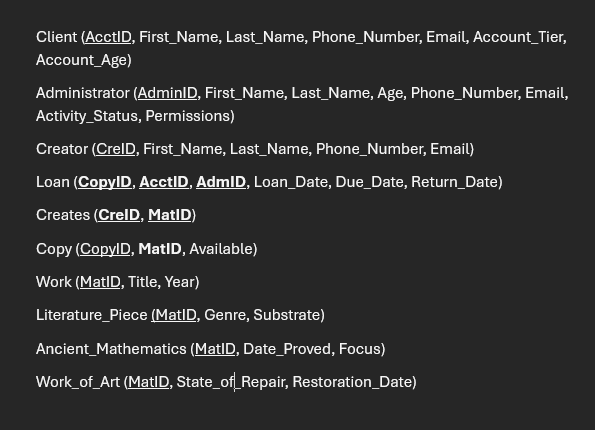 Client (AcctID, First_Name, Last_Name, Phone_Number, Email, Account_Tier,
Account_Age)
Administrator (AdminID, First_Name, Last_Name, Age, Phone_Number, Email,
Activity_Status, Permissions)
Creator (CreID, First_Name, Last_Name, Phone_Number, Email)
Loan (CopyID, AcctID, AdmID, Loan_Date, Due_Date, Return_Date)
Creates (CreID, MatID)
Copy (CopyID, MatID, Available)
Work (MatID, Title, Year)
Literature_Piece (MatID, Genre, Substrate)
Ancient_Mathematics (MatID, Date_Proved, Focus)
Work_of_Art (MatID, State_of_Repair, Restoration_Date)